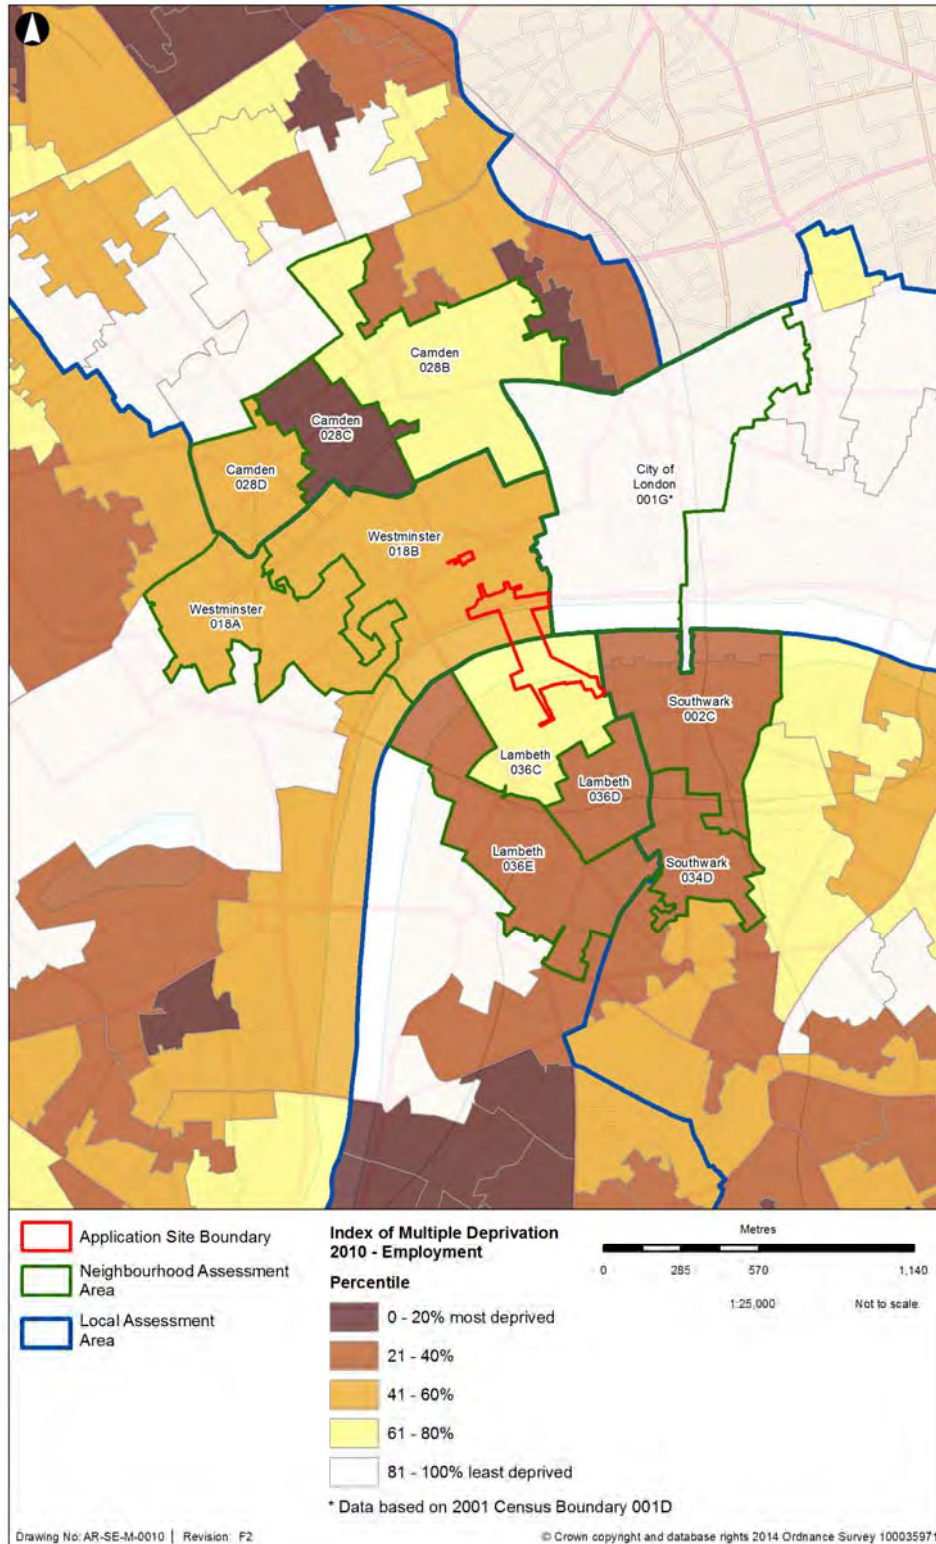 Camden
028B
Camden
028C
Camden
028D
City of
London
001G*
Westminster
018B
Westminster
018A
Southwark
002C
Lambeth
036C
Lambeth
036D
Lambeth
036E
Southwark
034D
Application Site Boundary
Neighbourhood Assessment
Area
Local Assessment
Area
Index of Multiple Deprivation
2010 - Employment
Percentile
0 - 20% most deprived
21 - 40%
41 - 60%
61 - 80%
81 - 100% least deprived
* Data based on 2001 Census Boundary 001D
Metres
0 285 570 1,140
1:25,000 Not to scale
Drawing No: AR-SE-M-0010 | Revision: F2
© Crown copyright and database rights 2014 Ordnance Survey 100035971